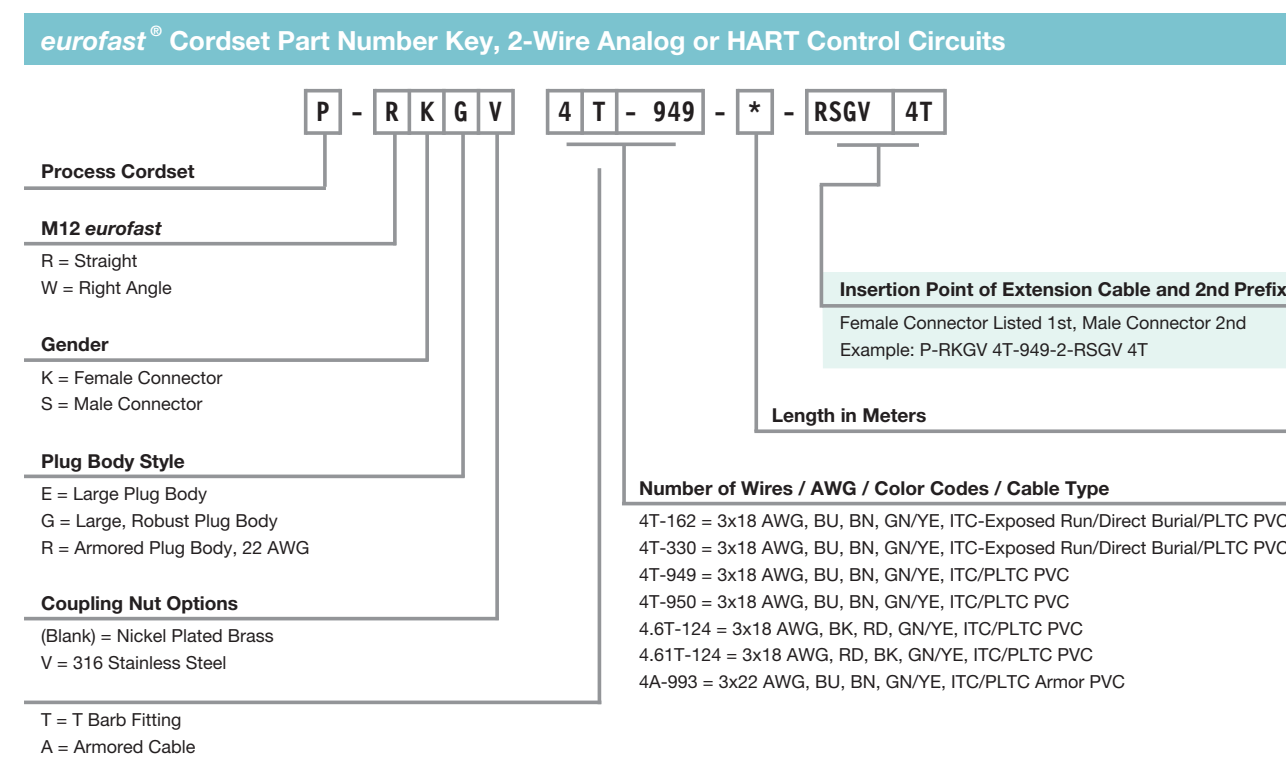 eurofast® Cordset Part Number Key, 2-Wire Analog or HART Control Circuits
P - R K G V 4 T - 949 - * - RSGV 4T
Process Cordset
M12 eurofast
R = Straight
W = Right Angle
Gender
K = Female Connector
S = Male Connector
Plug Body Style
E = Large Plug Body
G = Large, Robust Plug Body
R = Armored Plug Body, 22 AWG
Coupling Nut Options
(Blank) = Nickel Plated Brass
V = 316 Stainless Steel
T = T Barb Fitting
A = Armored Cable
Insertion Point of Extension Cable and 2nd Prefix
Female Connector Listed 1st, Male Connector 2nd
Example: P-RKGV 4T-949-2-RSGV 4T
Length in Meters
Number of Wires / AWG / Color Codes / Cable Type
4T-162 = 3x18 AWG, BU, BN, GN/YE, ITC-Exposed Run/Direct Burial/PLTC PVC
4T-330 = 3x18 AWG, BU, BN, GN/YE, ITC-Exposed Run/Direct Burial/PLTC PVC
4T-949 = 3x18 AWG, BU, BN, GN/YE, ITC/PLTC PVC
4T-950 = 3x18 AWG, BU, BN, GN/YE, ITC/PLTC PVC
4.6T-124 = 3x18 AWG, BK, RD, GN/YE, ITC/PLTC PVC
4.61T-124 = 3x18 AWG, RD, BK, GN/YE, ITC/PLTC PVC
4A-993 = 3x22 AWG, BU, BN, GN/YE, ITC/PLTC Armor PVC